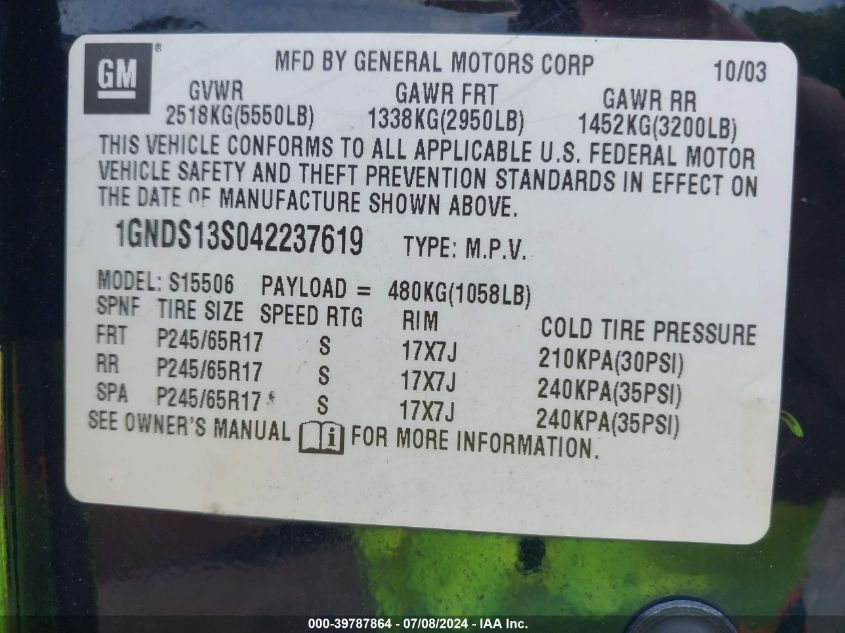 GM ®
MFD BY GENERAL MOTORS CORP 10/03
GVWR GAWR FRT GAWR RR
2518KG(5550LB) 1338KG(2950LB) 1452KG(3200LB)
THIS VEHICLE CONFORMS TO ALL APPLICABLE U.S. FEDERAL MOTOR
VEHICLE SAFETY AND THEFT PREVENTION STANDARDS IN EFFECT ON
THE DATE OF MANUFACTURE SHOWN ABOVE.
1GNDS13S042237619 TYPE: M.P.V.
MODEL: S15506 PAYLOAD = 480KG(1058LB)
SPNF TIRE SIZE SPEED RTG RIM COLD TIRE PRESSURE
FRT P245/65R17 S 17X7J 210KPA(30PSI)
RR P245/65R17 S 17X7J 240KPA(35PSI)
SPA P245/65R17 * S 17X7J 240KPA(35PSI)
SEE OWNER'S MANUAL i FOR MORE INFORMATION.
000-39787864 / 07/08/2024 - IAA Inc.